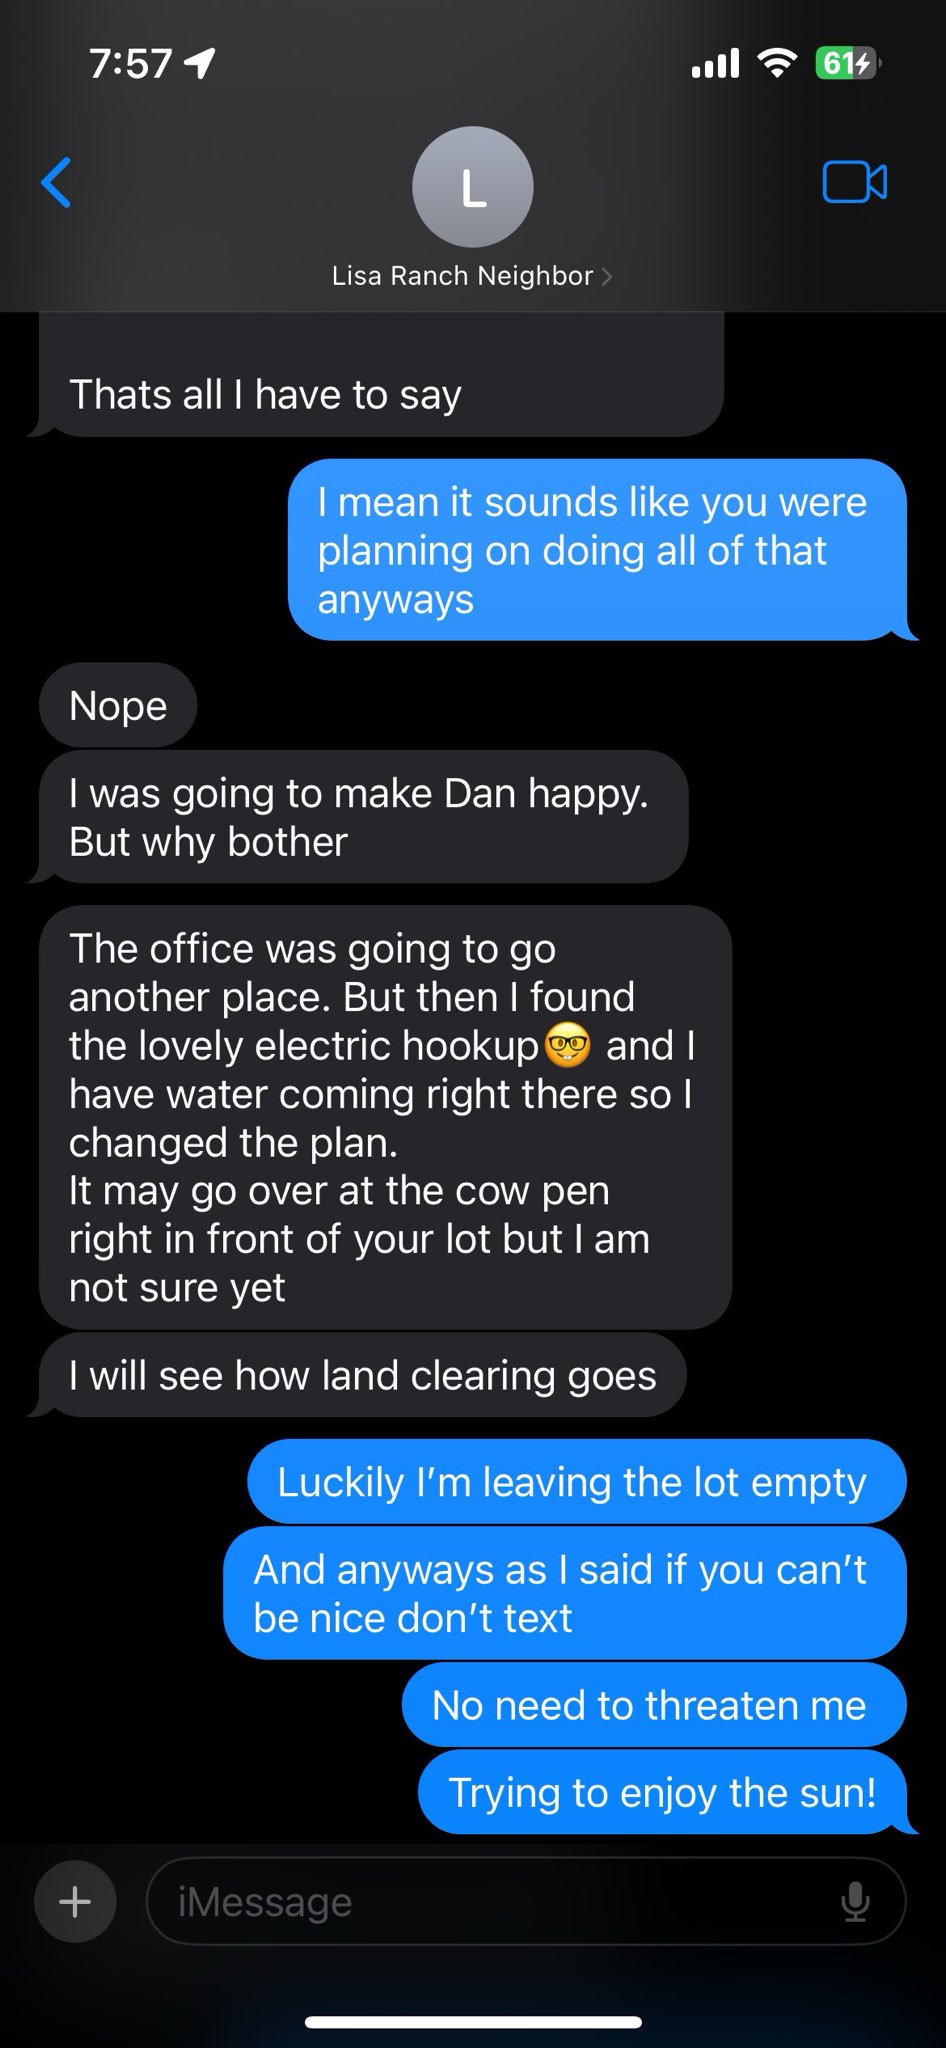 7:57
61
L
Lisa Ranch Neighbor
Thats all I have to say
I mean it sounds like you were
planning on doing all of that
anyways
Nope
I was going to make Dan happy.
But why bother
The office was going to go
another place. But then I found
the lovely electric hookup🤓 and I
have water coming right there so I
changed the plan.
It may go over at the cow pen
right in front of your lot but I am
not sure yet
I will see how land clearing goes
Luckily I’m leaving the lot empty
And anyways as I said if you can’t
be nice don’t text
No need to threaten me
Trying to enjoy the sun!
iMessage